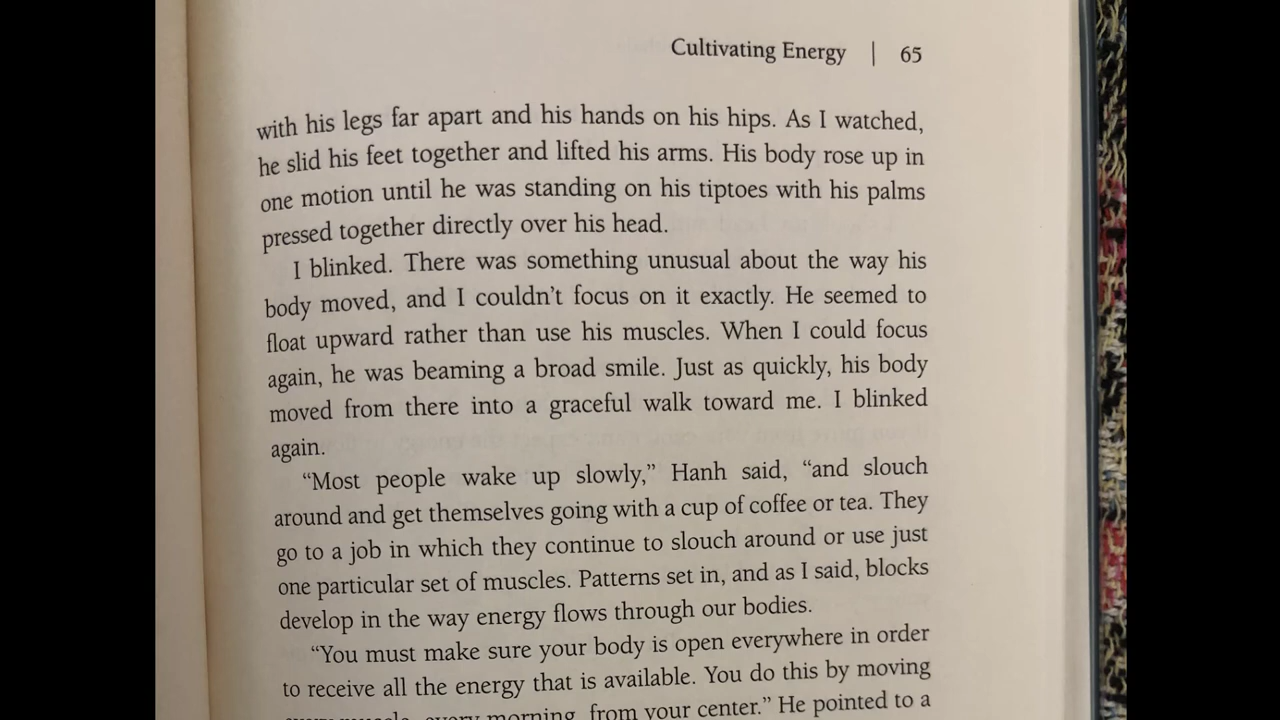 Cultivating Energy | 65
with his legs far apart and his hands on his hips. As I watched,
he slid his feet together and lifted his arms. His body rose up in
one motion until he was standing on his tiptoes with his palms
pressed together directly over his head.
I blinked. There was something unusual about the way his
body moved, and I couldn’t focus on it exactly. He seemed to
float upward rather than use his muscles. When I could focus
again, he was beaming a broad smile. Just as quickly, his body
moved from there into a graceful walk toward me. I blinked
again.
“Most people wake up slowly,” Hanh said, “and slouch
around and get themselves going with a cup of coffee or tea. They
go to a job in which they continue to slouch around or use just
one particular set of muscles. Patterns set in, and as I said, blocks
develop in the way energy flows through our bodies.
“You must make sure your body is open everywhere in order
to receive all the energy that is available. You do this by moving
every muscle, every morning, from your center.” He pointed to a